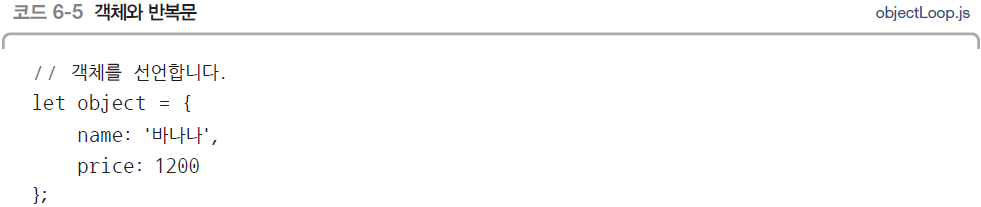 코드 6-5 객체와 반복문 objectLoop.js
// 객체를 선언합니다.
let object = {
    name: '바나나',
    price: 1200
};